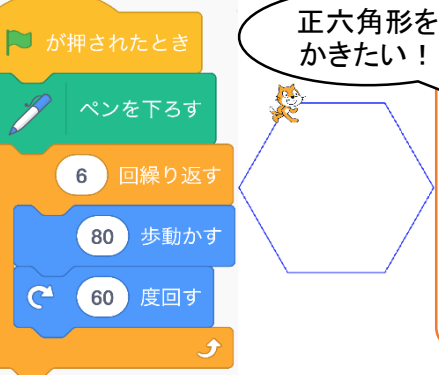 が押されたとき
ペンを下ろす
6 回繰り返す
80 歩動かす
60 度回す
正六角形を
かきたい！